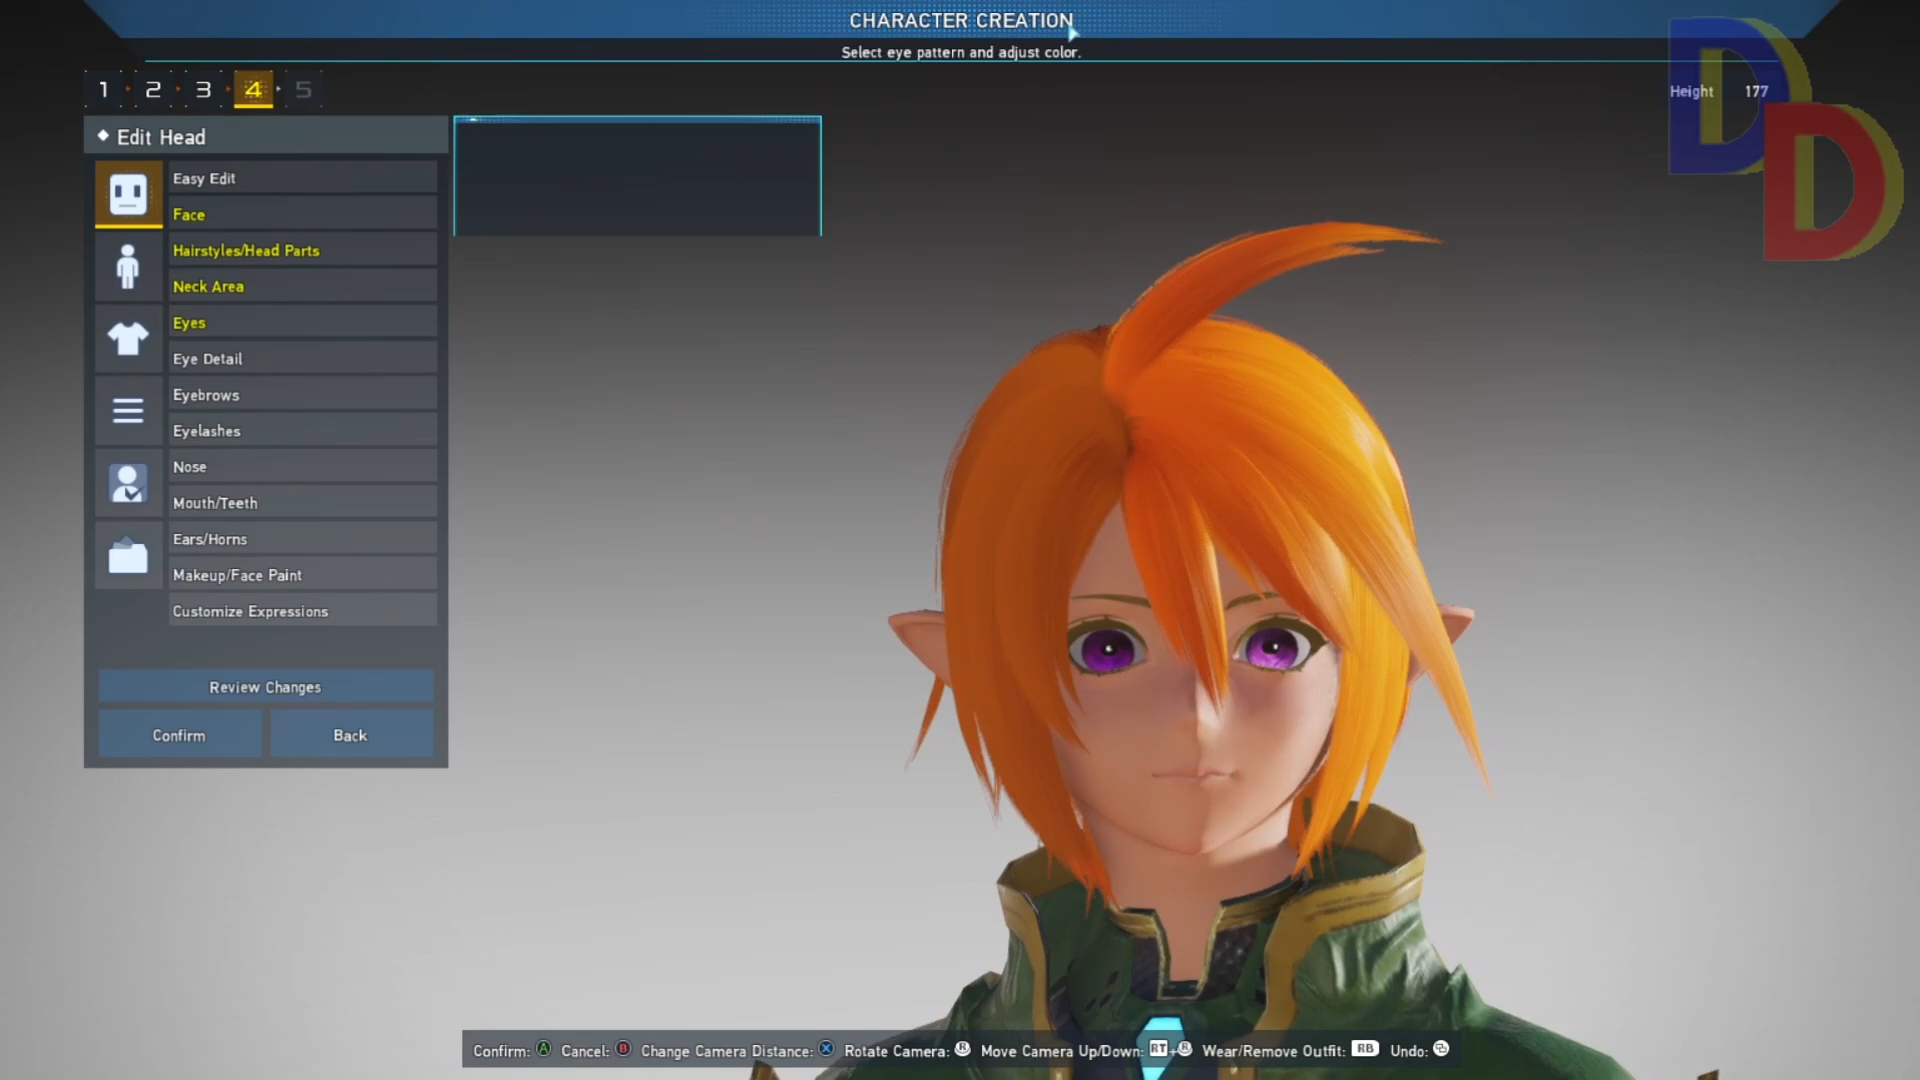 CHARACTER CREATION
Select eye pattern and adjust color.
1 2 3 4 5
Height 177
D
D
Edit Head
Easy Edit
Face
Hairstyles/Head Parts
Neck Area
Eyes
Eye Detail
Eyebrows
Eyelashes
Nose
Mouth/Teeth
Ears/Horns
Makeup/Face Paint
Customize Expressions
Review Changes
Confirm Back
Confirm: A Cancel: B Change Camera Distance: X Rotate Camera: R Move Camera Up/Down: RT+R Wear/Remove Outfit: RB Undo: